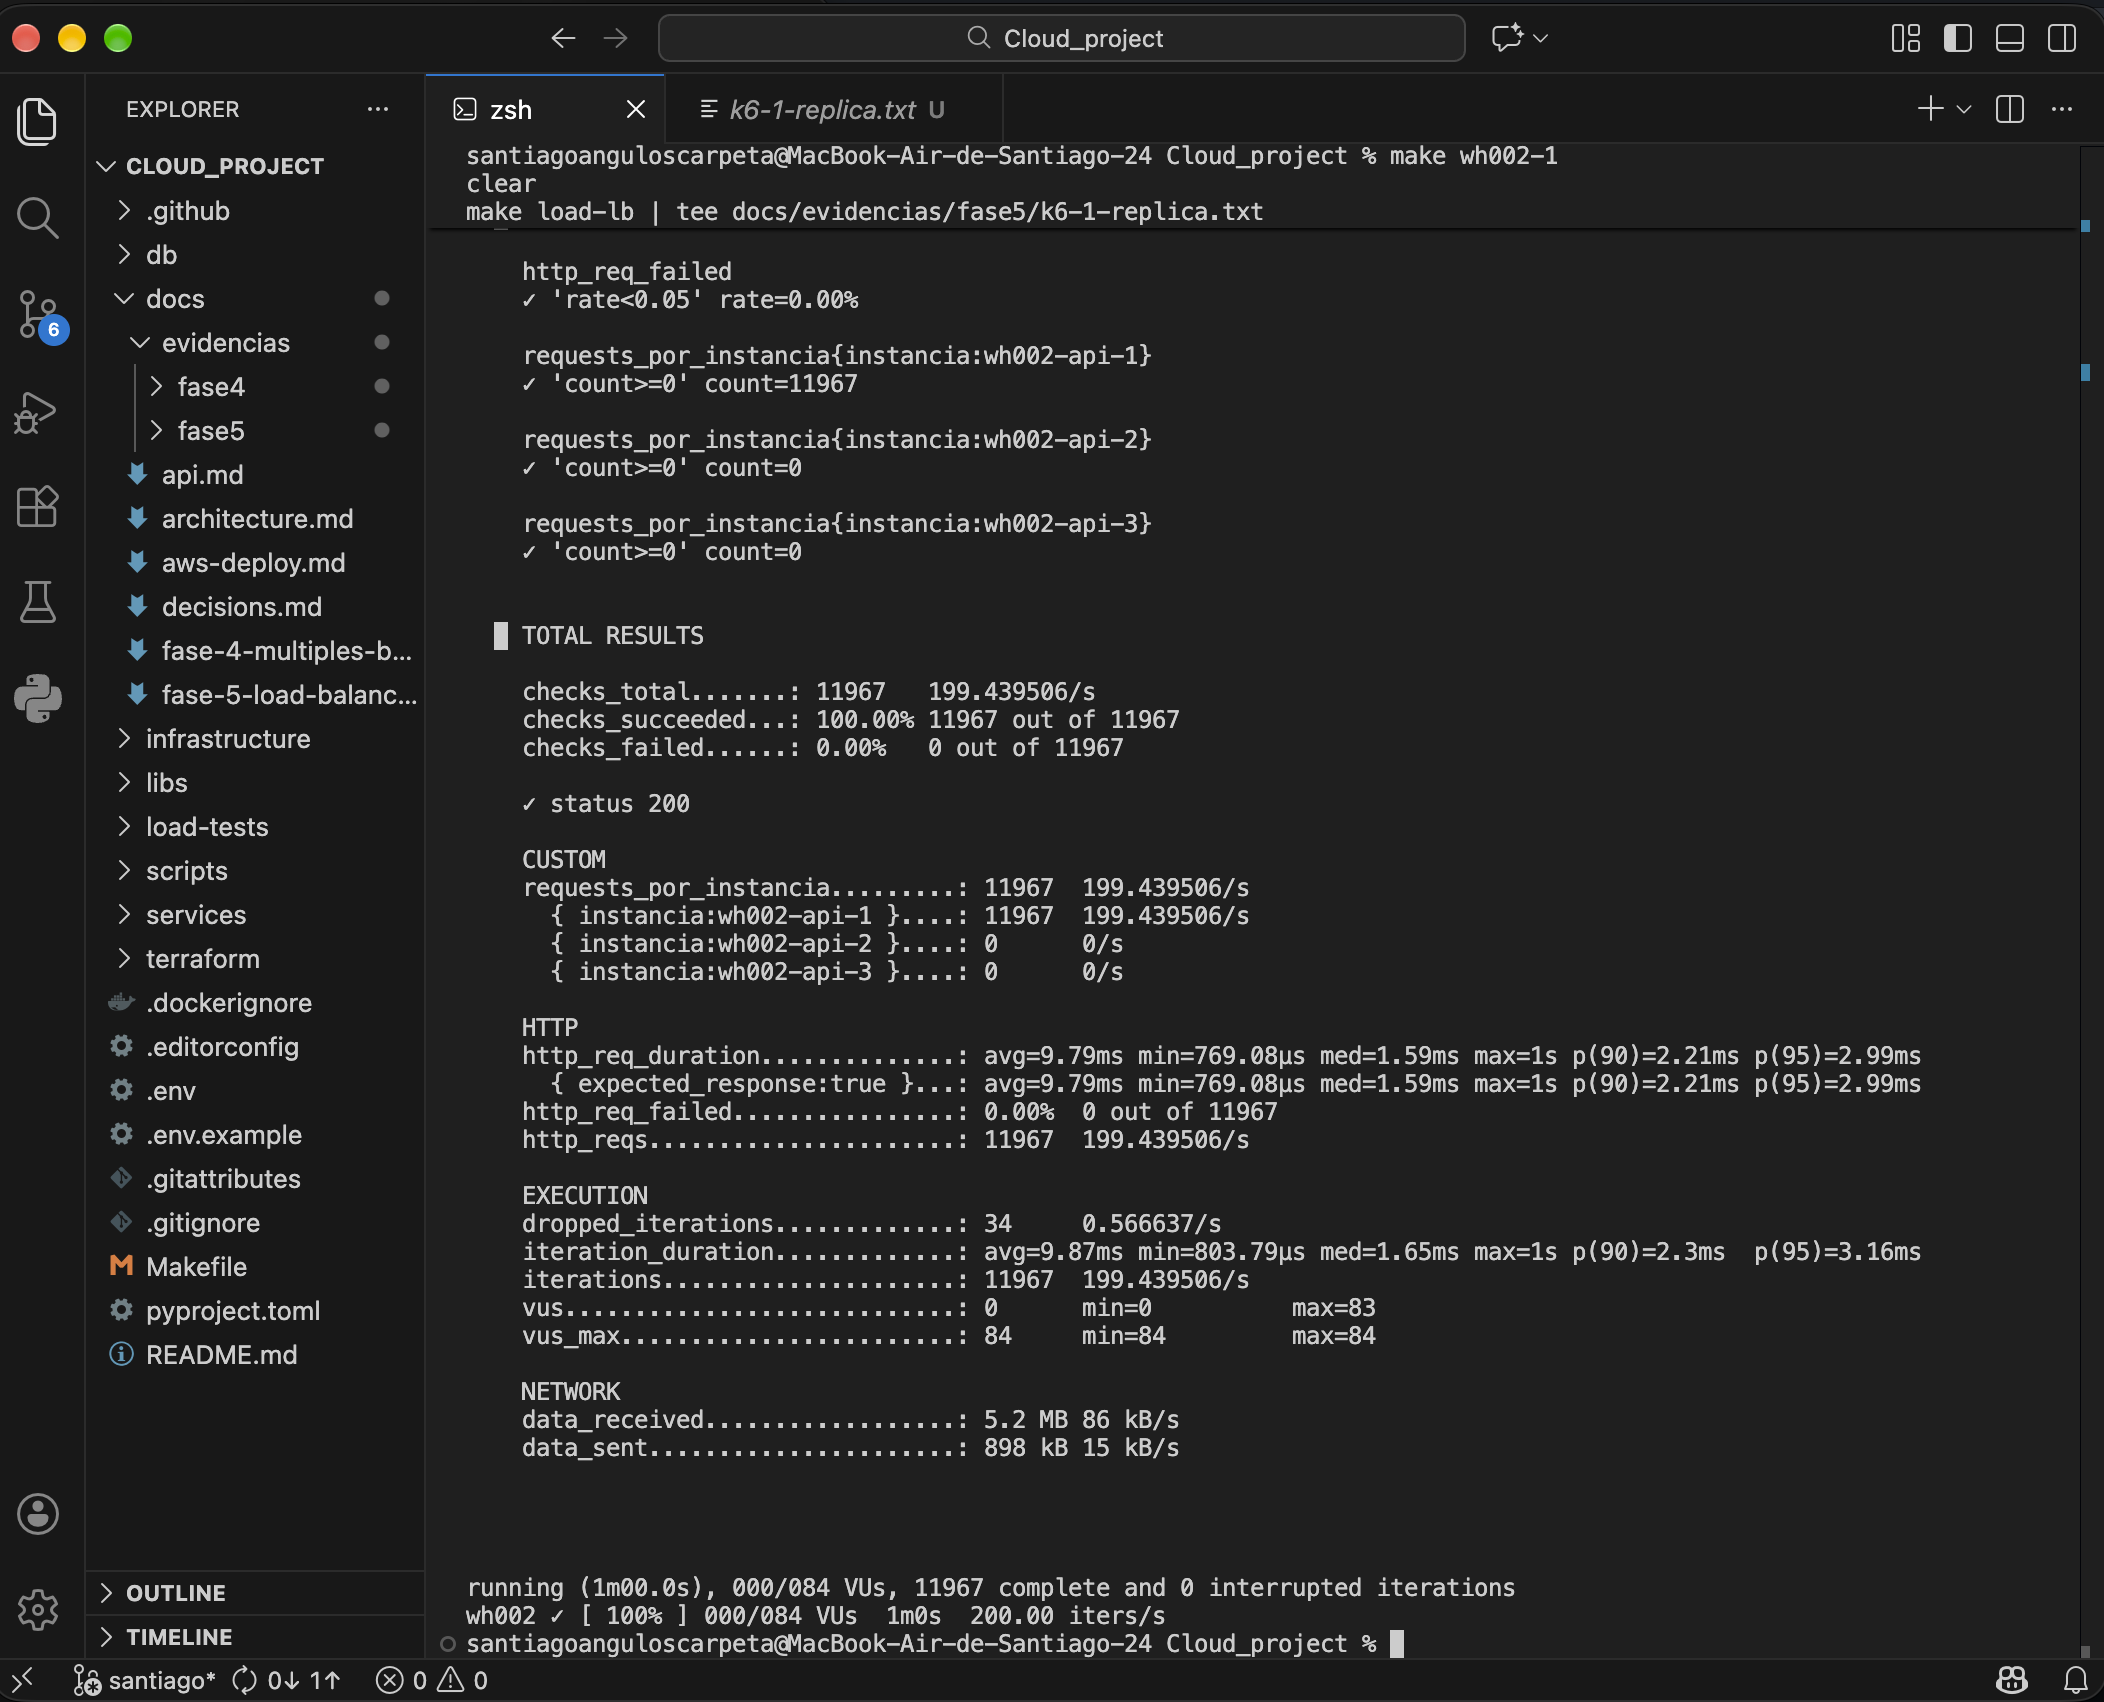 Cloud_project
EXPLORER
zsh
k6-1-replica.txt U
CLOUD_PROJECT
.github
db
docs
evidencias
fase4
fase5
api.md
architecture.md
aws-deploy.md
decisions.md
fase-4-multiples-b...
fase-5-load-balanc...
infrastructure
libs
load-tests
scripts
services
terraform
.dockerignore
.editorconfig
.env
.env.example
.gitattributes
.gitignore
Makefile
pyproject.toml
README.md
OUTLINE
TIMELINE
6
santiagoanguloscarpeta@MacBook-Air-de-Santiago-24 Cloud_project % make wh002-1
clear
make load-lb | tee docs/evidencias/fase5/k6-1-replica.txt
http_req_failed
✓ 'rate<0.05' rate=0.00%
requests_por_instancia{instancia:wh002-api-1}
✓ 'count>=0' count=11967
requests_por_instancia{instancia:wh002-api-2}
✓ 'count>=0' count=0
requests_por_instancia{instancia:wh002-api-3}
✓ 'count>=0' count=0
█ TOTAL RESULTS
checks_total.......: 11967 199.439506/s
checks_succeeded...: 100.00% 11967 out of 11967
checks_failed......: 0.00% 0 out of 11967
✓ status 200
CUSTOM
requests_por_instancia.........: 11967 199.439506/s
{ instancia:wh002-api-1 }....: 11967 199.439506/s
{ instancia:wh002-api-2 }....: 0 0/s
{ instancia:wh002-api-3 }....: 0 0/s
HTTP
http_req_duration..............: avg=9.79ms min=769.08µs med=1.59ms max=1s p(90)=2.21ms p(95)=2.99ms
{ expected_response:true }...: avg=9.79ms min=769.08µs med=1.59ms max=1s p(90)=2.21ms p(95)=2.99ms
http_req_failed................: 0.00% 0 out of 11967
http_reqs......................: 11967 199.439506/s
EXECUTION
dropped_iterations.............: 34 0.566637/s
iteration_duration.............: avg=9.87ms min=803.79µs med=1.65ms max=1s p(90)=2.3ms p(95)=3.16ms
iterations.....................: 11967 199.439506/s
vus............................: 0 min=0 max=83
vus_max........................: 84 min=84 max=84
NETWORK
data_received..................: 5.2 MB 86 kB/s
data_sent......................: 898 kB 15 kB/s
running (1m00.0s), 000/084 VUs, 11967 complete and 0 interrupted iterations
wh002 ✓ [ 100% ] 000/084 VUs 1m0s 200.00 iters/s
santiagoanguloscarpeta@MacBook-Air-de-Santiago-24 Cloud_project %
santiago* 0↓ 1↑ 0 0